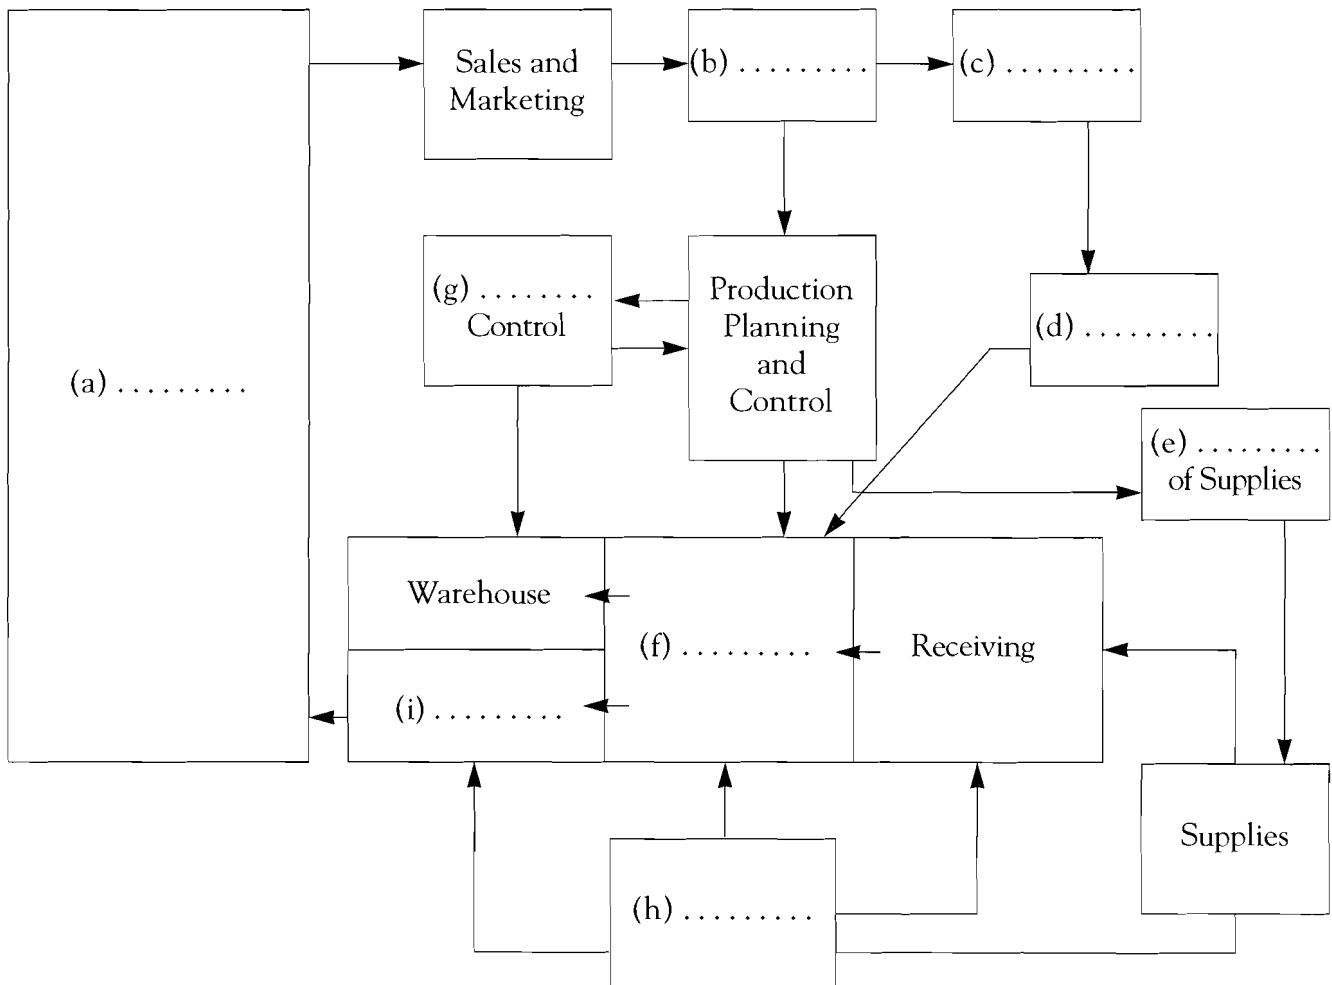 Sales and
Marketing
(b) .........
(c) .........
(g) ........
Control
Production
Planning
and
Control
(d) .........
(a) .........
(e) .........
of Supplies
Warehouse
(f) .........
Receiving
(i) .........
Supplies
(h) .........